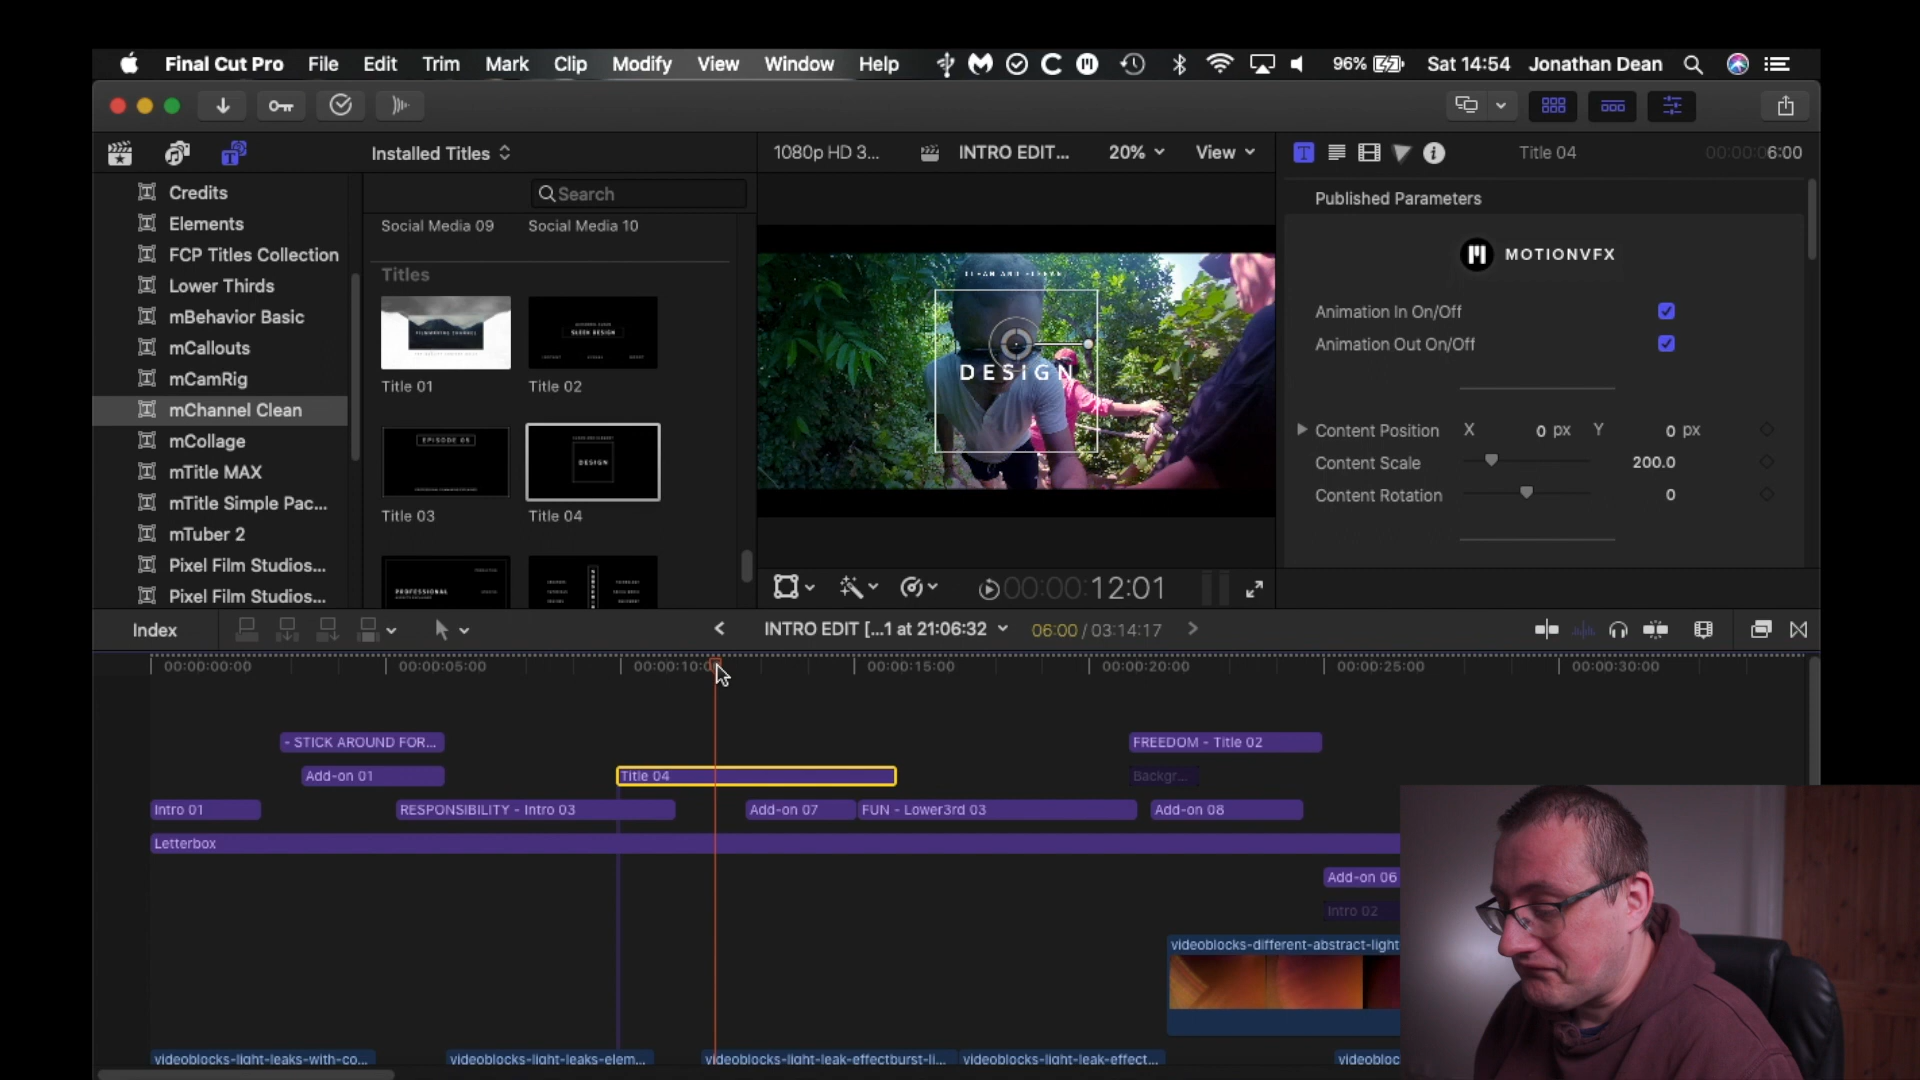 Final Cut Pro File Edit Trim Mark Clip Modify View Window Help 96% Sat 14:54 Jonathan Dean
Installed Titles
1080p HD 3... INTRO EDIT... 20% View
Title 04 00:00:06:00
Credits
Elements
FCP Titles Collection
Lower Thirds
mBehavior Basic
mCallouts
mCamRig
mChannel Clean
mCollage
mTitle MAX
mTitle Simple Pac...
mTuber 2
Pixel Film Studios...
Pixel Film Studios...
Search
Social Media 09 Social Media 10
Titles
SLEEK DESIGN
Title 01 Title 02
EPISODE 05
DESIGN
Title 03 Title 04
PROFESSIONAL
DESIGN
00:00:00:12:01
Published Parameters
MOTIONVFX
Animation In On/Off
Animation Out On/Off
Content Position X 0 px Y 0 px
Content Scale 200.0
Content Rotation 0
Index
INTRO EDIT [...1 at 21:06:32 06:00 / 03:14:17
00:00:00:00 00:00:05:00 00:00:10:0 00:00:15:00 00:00:20:00 00:00:25:00 00:00:30:00
- STICK AROUND FOR... FREEDOM - Title 02
Add-on 01 Title 04 Backgr...
Intro 01 RESPONSIBILITY - Intro 03 Add-on 07 FUN - Lower3rd 03 Add-on 08
Letterbox
Add-on 06
Intro 02
videoblocks-different-abstract-light
videoblocks-light-leaks-with-co... videoblocks-light-leaks-elem... videoblocks-light-leak-effectburst-li... videoblocks-light-leak-effect... videobloc